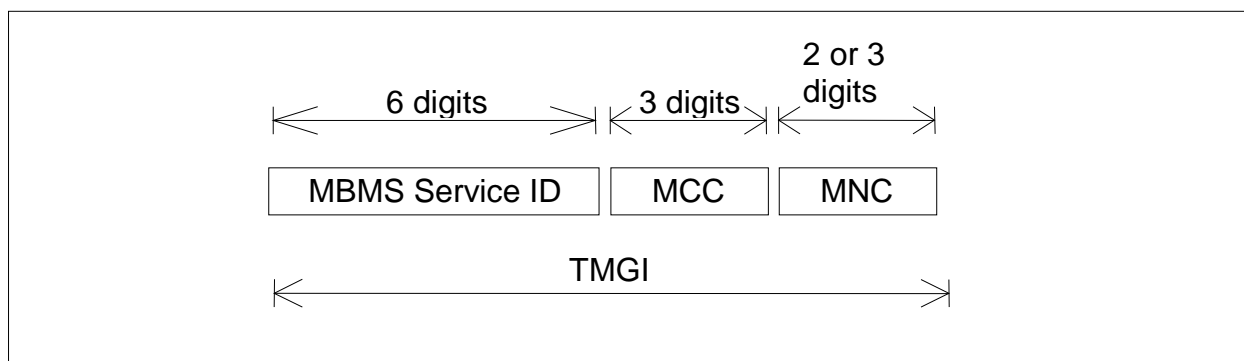 2 or 3
digits
6 digits
3 digits
MBMS Service ID
MCC
MNC
TMGI